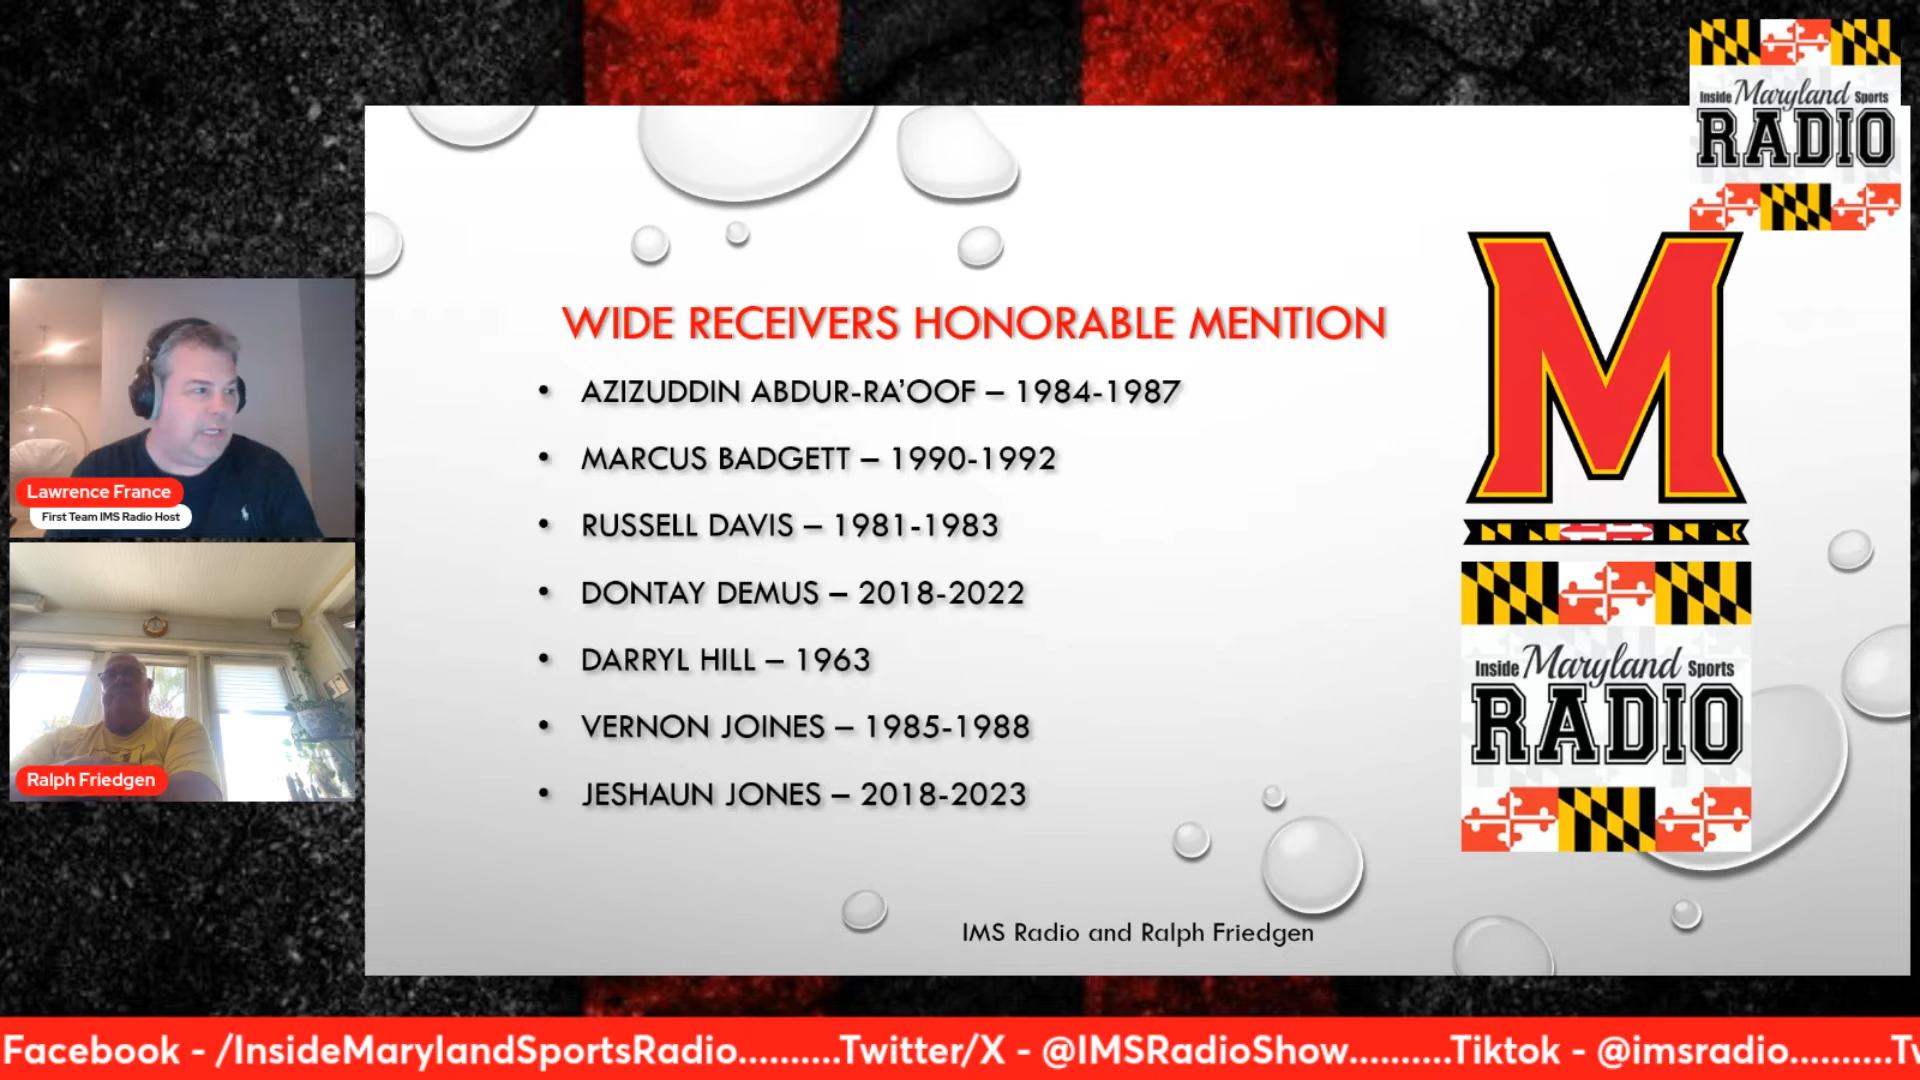 Inside Maryland Sports
RADIO
M
WIDE RECEIVERS HONORABLE MENTION
• AZIZUDDIN ABDUR-RA’OOF – 1984-1987
• MARCUS BADGETT – 1990-1992
• RUSSELL DAVIS – 1981-1983
• DONTAY DEMUS – 2018-2022
• DARRYL HILL – 1963
• VERNON JOINES – 1985-1988
• JESHAUN JONES – 2018-2023
Inside Maryland Sports
RADIO
IMS Radio and Ralph Friedgen
Lawrence France
First Team IMS Radio Host
Ralph Friedgen
Facebook - /InsideMarylandSportsRadio..........Twitter/X - @IMSRadioShow..........Tiktok - @imsradio..........Tw